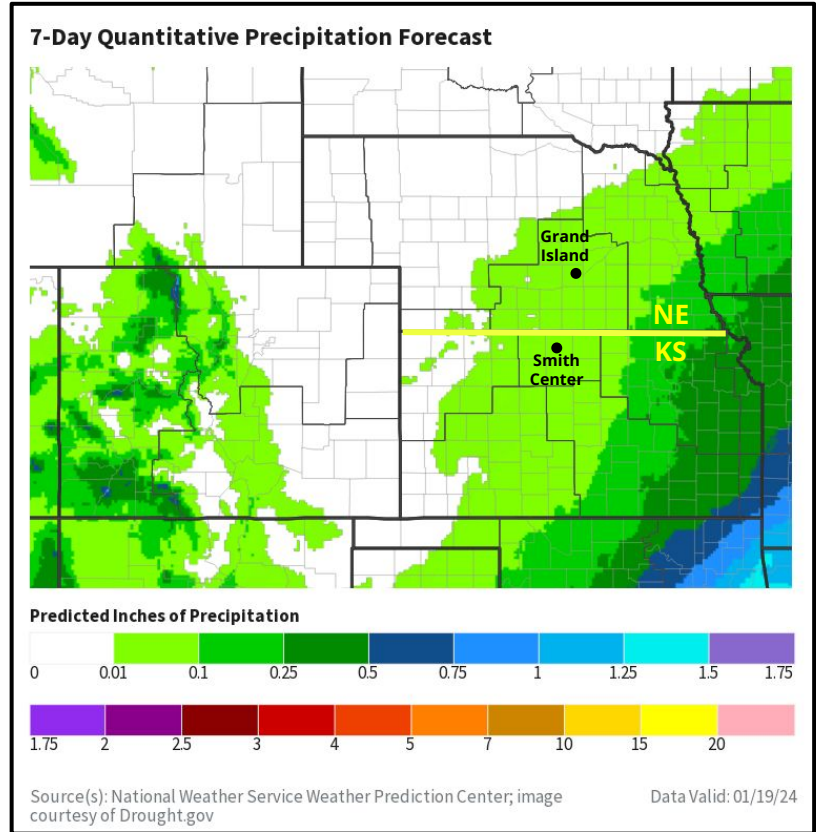 7-Day Quantitative Precipitation Forecast
Grand
Island
NE
KS
Smith
Center
Predicted Inches of Precipitation
0 0.01 0.1 0.25 0.5 0.75 1 1.25 1.5 1.75
1.75 2 2.5 3 4 5 7 10 15 20
Source(s): National Weather Service Weather Prediction Center; image
courtesy of Drought.gov
Data Valid: 01/19/24